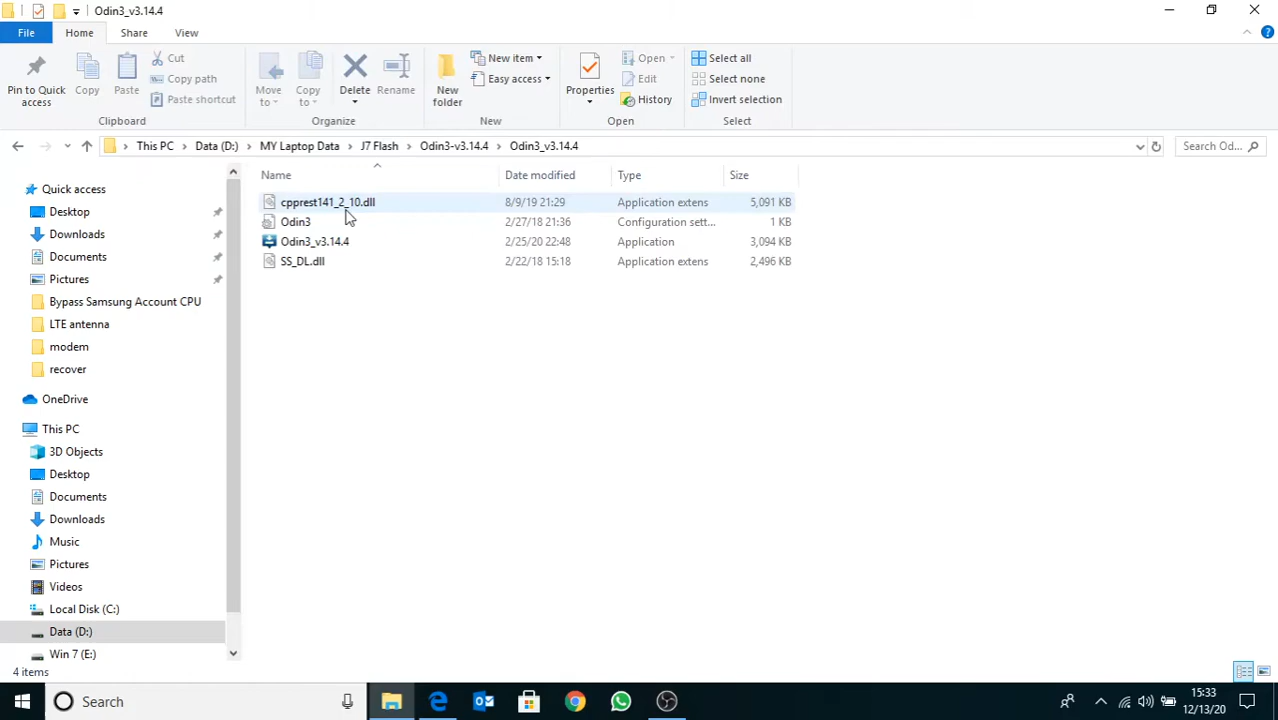 Odin3_v3.14.4
File
Home
Share
View
Pin to Quick access
Copy
Paste
Cut
Copy path
Paste shortcut
Clipboard
Move to
Copy to
Delete
Rename
Organize
New folder
New item
Easy access
New
Properties
Open
Edit
History
Open
Select all
Select none
Invert selection
Select
This PC
Data (D:)
MY Laptop Data
J7 Flash
Odin3-v3.14.4
Odin3_v3.14.4
Search Od...
Name
Date modified
Type
Size
cpprest141_2_10.dll 8/9/19 21:29 Application extens 5,091 KB
Odin3 2/27/18 21:36 Configuration sett... 1 KB
Odin3_v3.14.4 2/25/20 22:48 Application 3,094 KB
SS_DL.dll 2/22/18 15:18 Application extens 2,496 KB
Quick access
Desktop
Downloads
Documents
Pictures
Bypass Samsung Account CPU
LTE antenna
modem
recover
OneDrive
This PC
3D Objects
Desktop
Documents
Downloads
Music
Pictures
Videos
Local Disk (C:)
Data (D:)
Win 7 (E:)
4 items
Search
15:33
12/13/20